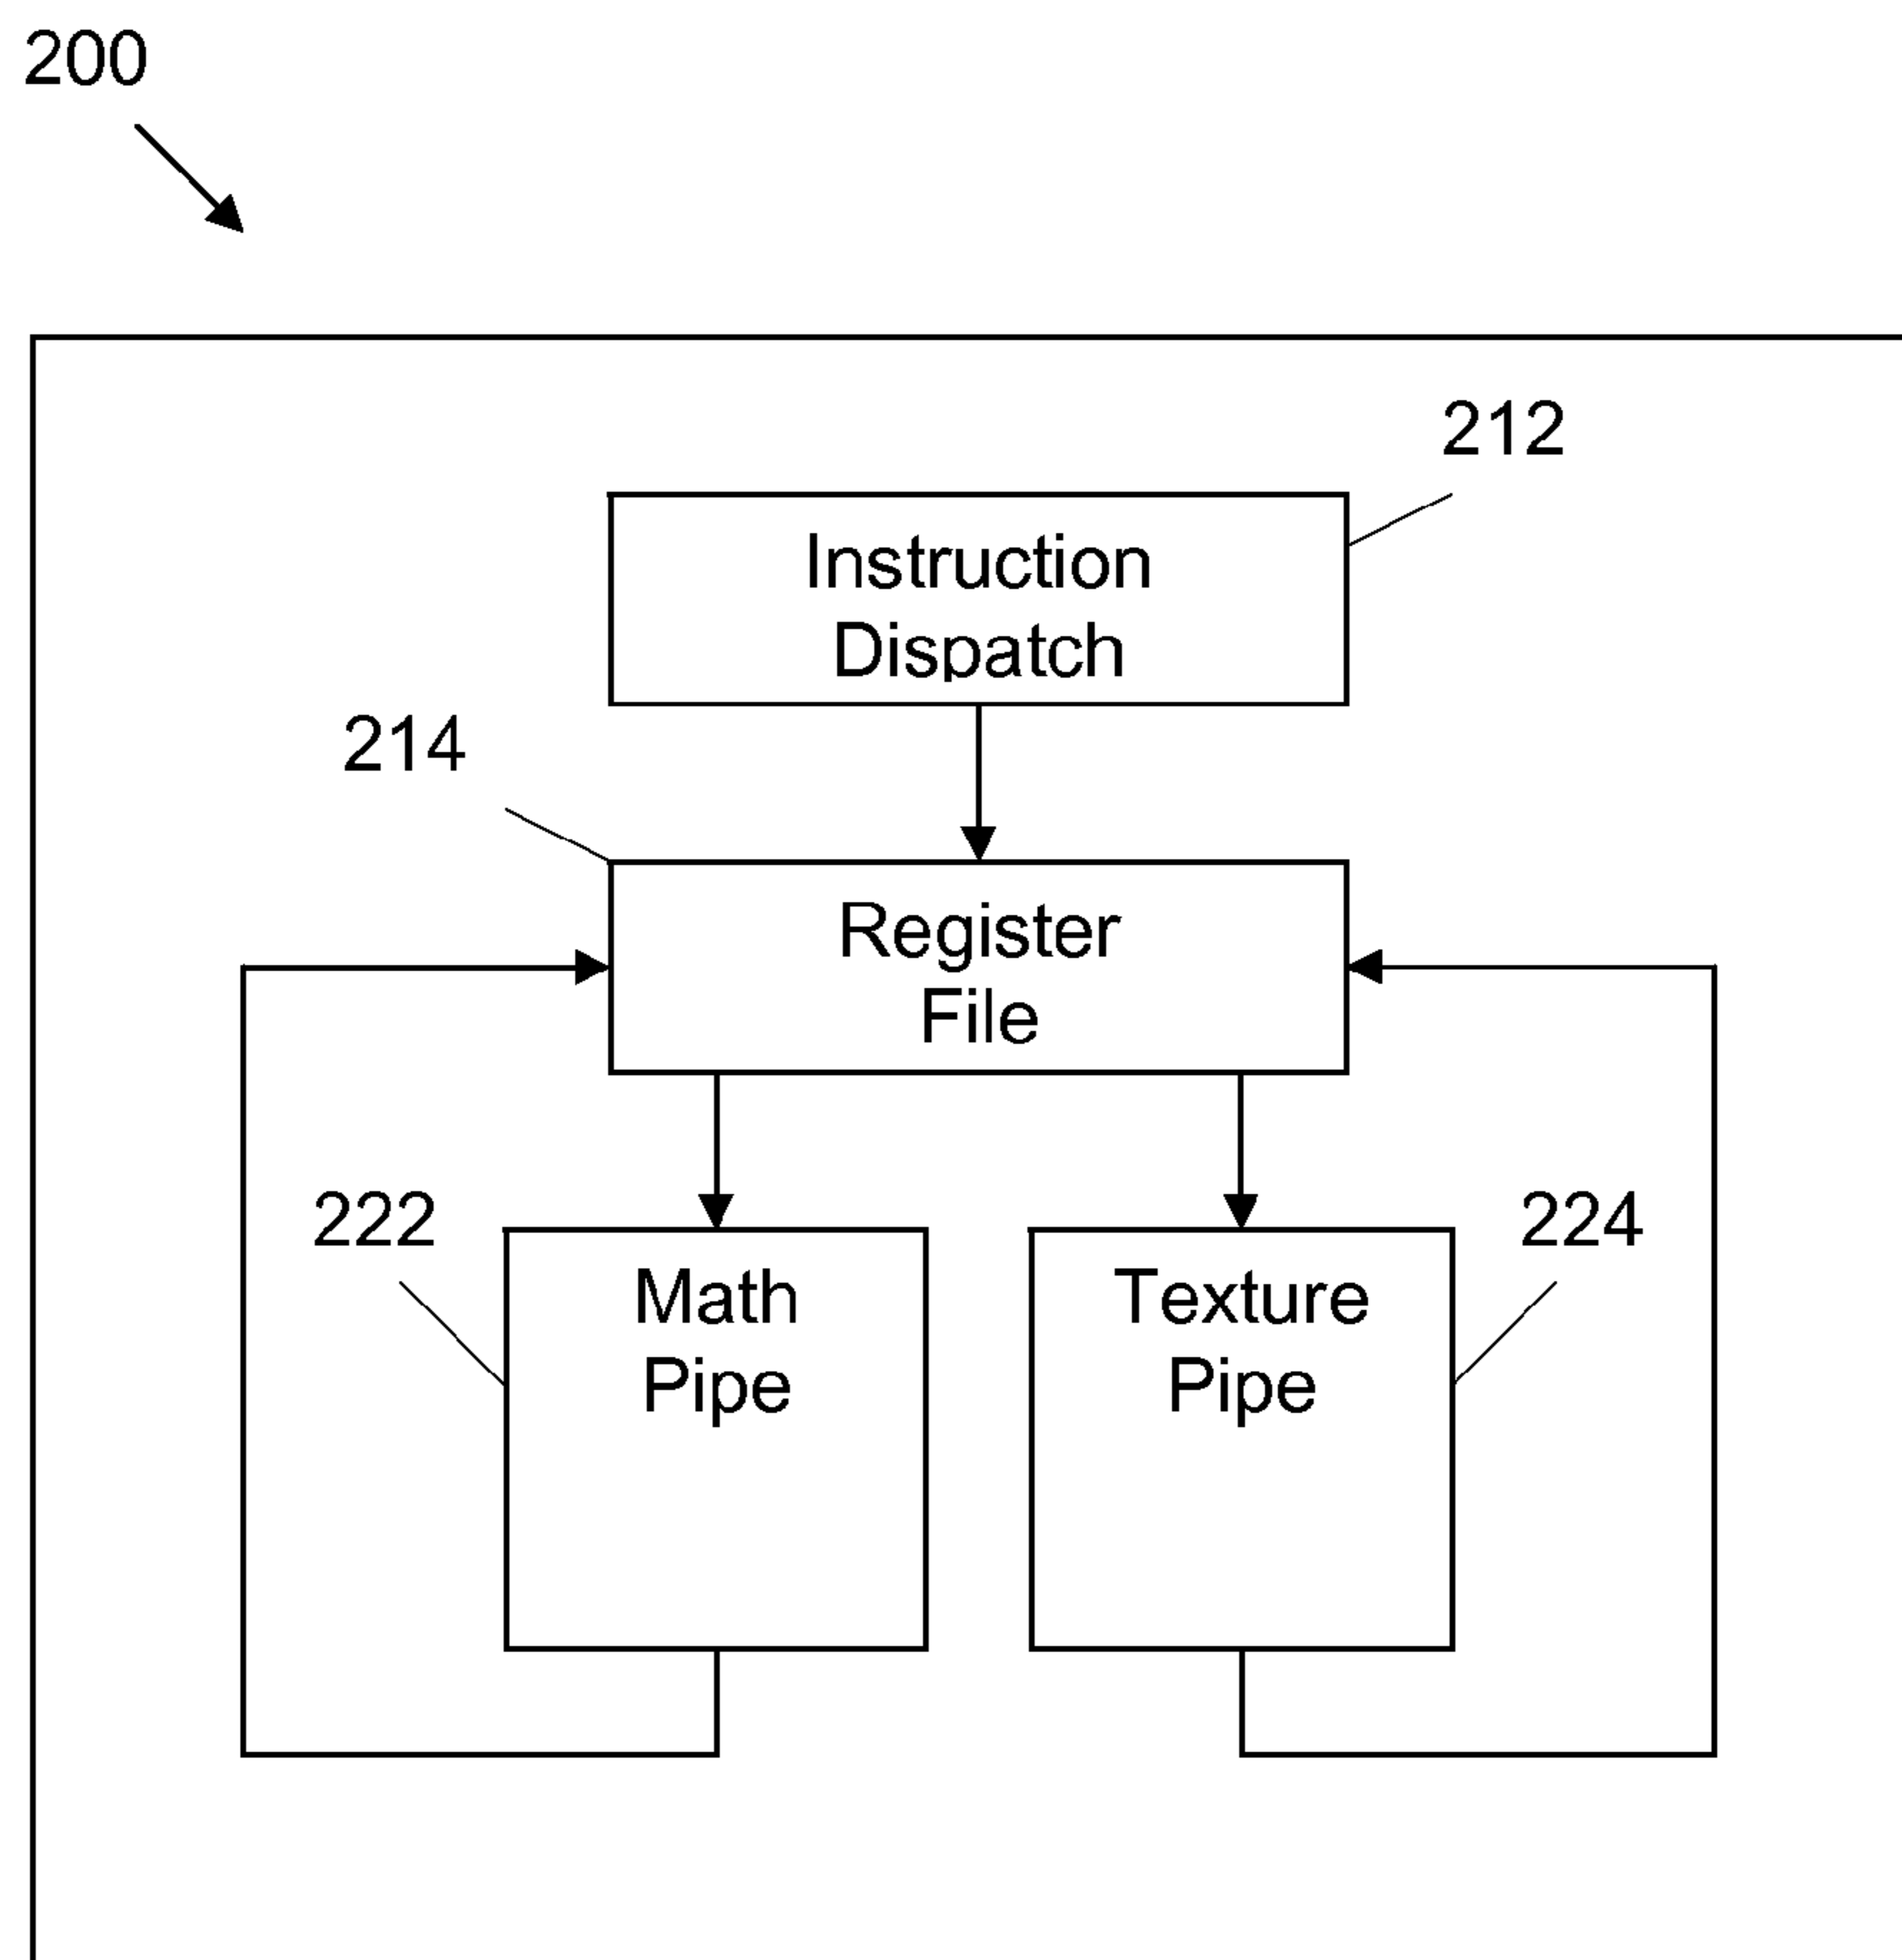 200
212
Instruction
Dispatch
214
Register
File
222
Math
Pipe
Texture
Pipe
224